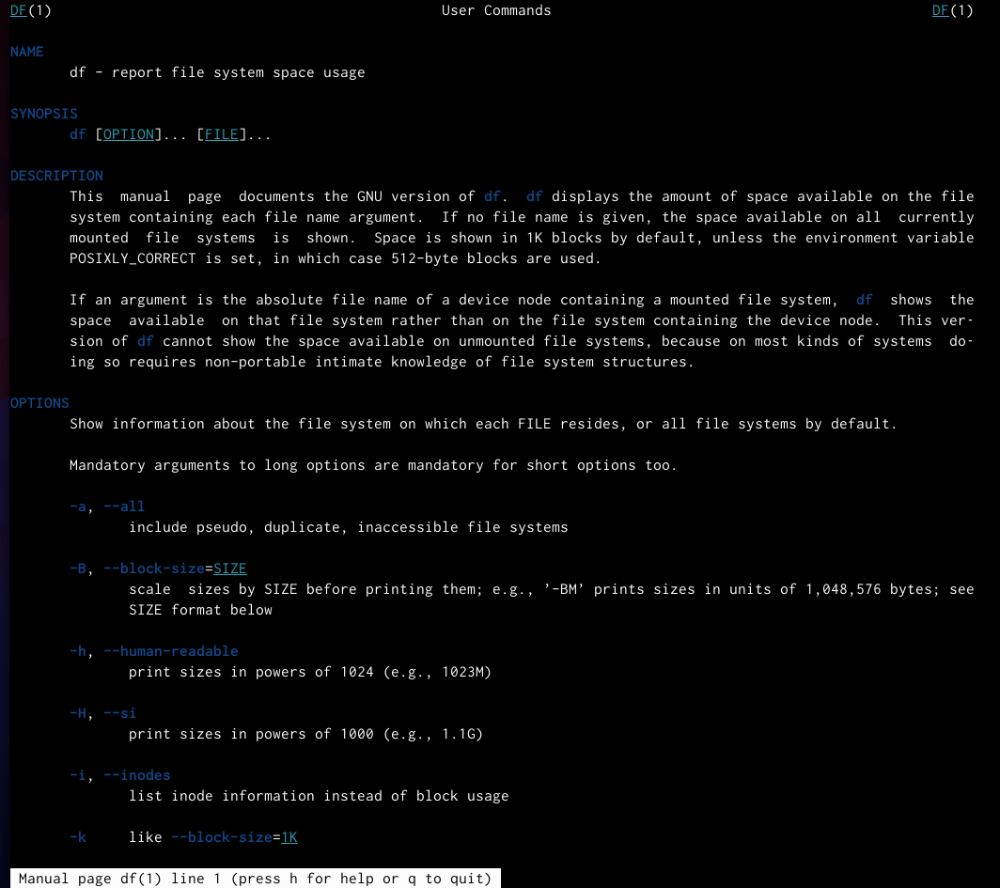 DF(1) User Commands DF(1)
NAME
df - report file system space usage
SYNOPSIS
df [OPTION]... [FILE]...
DESCRIPTION
This manual page documents the GNU version of df. df displays the amount of space available on the file
system containing each file name argument. If no file name is given, the space available on all currently
mounted file systems is shown. Space is shown in 1K blocks by default, unless the environment variable
POSIXLY_CORRECT is set, in which case 512-byte blocks are used.
If an argument is the absolute file name of a device node containing a mounted file system, df shows the
space available on that file system rather than on the file system containing the device node. This ver-
sion of df cannot show the space available on unmounted file systems, because on most kinds of systems do-
ing so requires non-portable intimate knowledge of file system structures.
OPTIONS
Show information about the file system on which each FILE resides, or all file systems by default.
Mandatory arguments to long options are mandatory for short options too.
-a, --all
include pseudo, duplicate, inaccessible file systems
-B, --block-size=SIZE
scale sizes by SIZE before printing them; e.g., ’-BM’ prints sizes in units of 1,048,576 bytes; see
SIZE format below
-h, --human-readable
print sizes in powers of 1024 (e.g., 1023M)
-H, --si
print sizes in powers of 1000 (e.g., 1.1G)
-i, --inodes
list inode information instead of block usage
-k like --block-size=1K
Manual page df(1) line 1 (press h for help or q to quit)